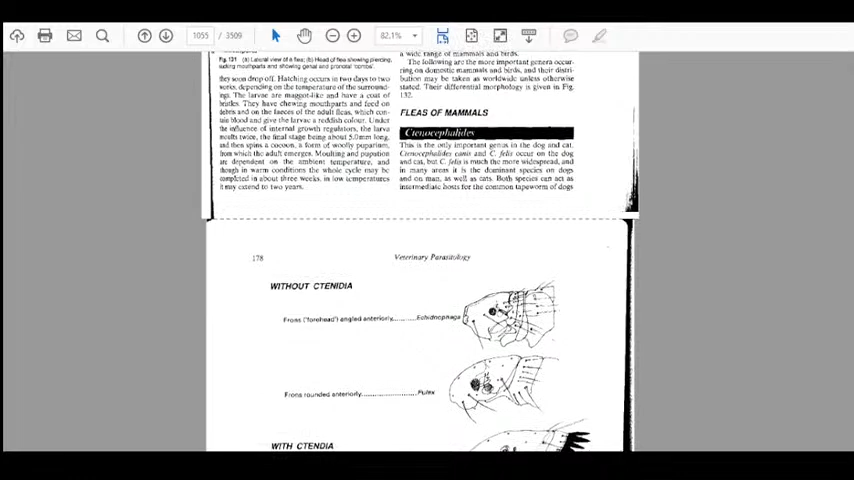 1055 / 3509
82.1%
Fig. 131 (a) Lateral view of a flea; (b) Head of flea showing piercing,
sucking mouthparts and showing genal and pronotal 'combs'.
they soon drop off. Hatching occurs in two days to two
weeks, depending on the temperature of the surround-
ings. The larvae are maggot-like and have a coat of
bristles. They have chewing mouthparts and feed on
debris and on the faeces of the adult fleas, which con-
tain blood and give the larvae a reddish colour. Under
the influence of internal growth regulators, the larva
moults twice, the final stage being about 5.0mm long,
and then spins a cocoon, a form of woolly puparium,
from which the adult emerges. Moulting and pupation
are dependent on the ambient temperature, and
though in warm conditions the whole cycle may be
completed in about three weeks, in low temperatures
it may extend to two years.
a wide range of mammals and birds.
The following are the more important genera occur-
ring on domestic mammals and birds, and their distri-
bution may be taken as worldwide unless otherwise
stated. Their differential morphology is given in Fig.
132.
FLEAS OF MAMMALS
Ctenocephalides
This is the only important genus in the dog and cat.
Ctenocephalides canis and C. felis occur on the dog
and cat, but C. felis is much the more widespread, and
in many areas it is the dominant species on dogs
and on man, as well as cats. Both species can act as
intermediate hosts for the common tapeworm of dogs
178
Veterinary Parasitology
WITHOUT CTENIDIA
Frons ('forehead') angled anteriorly..........Echidnophaga
Frons rounded anteriorly....................Pulex
WITH CTENDIA